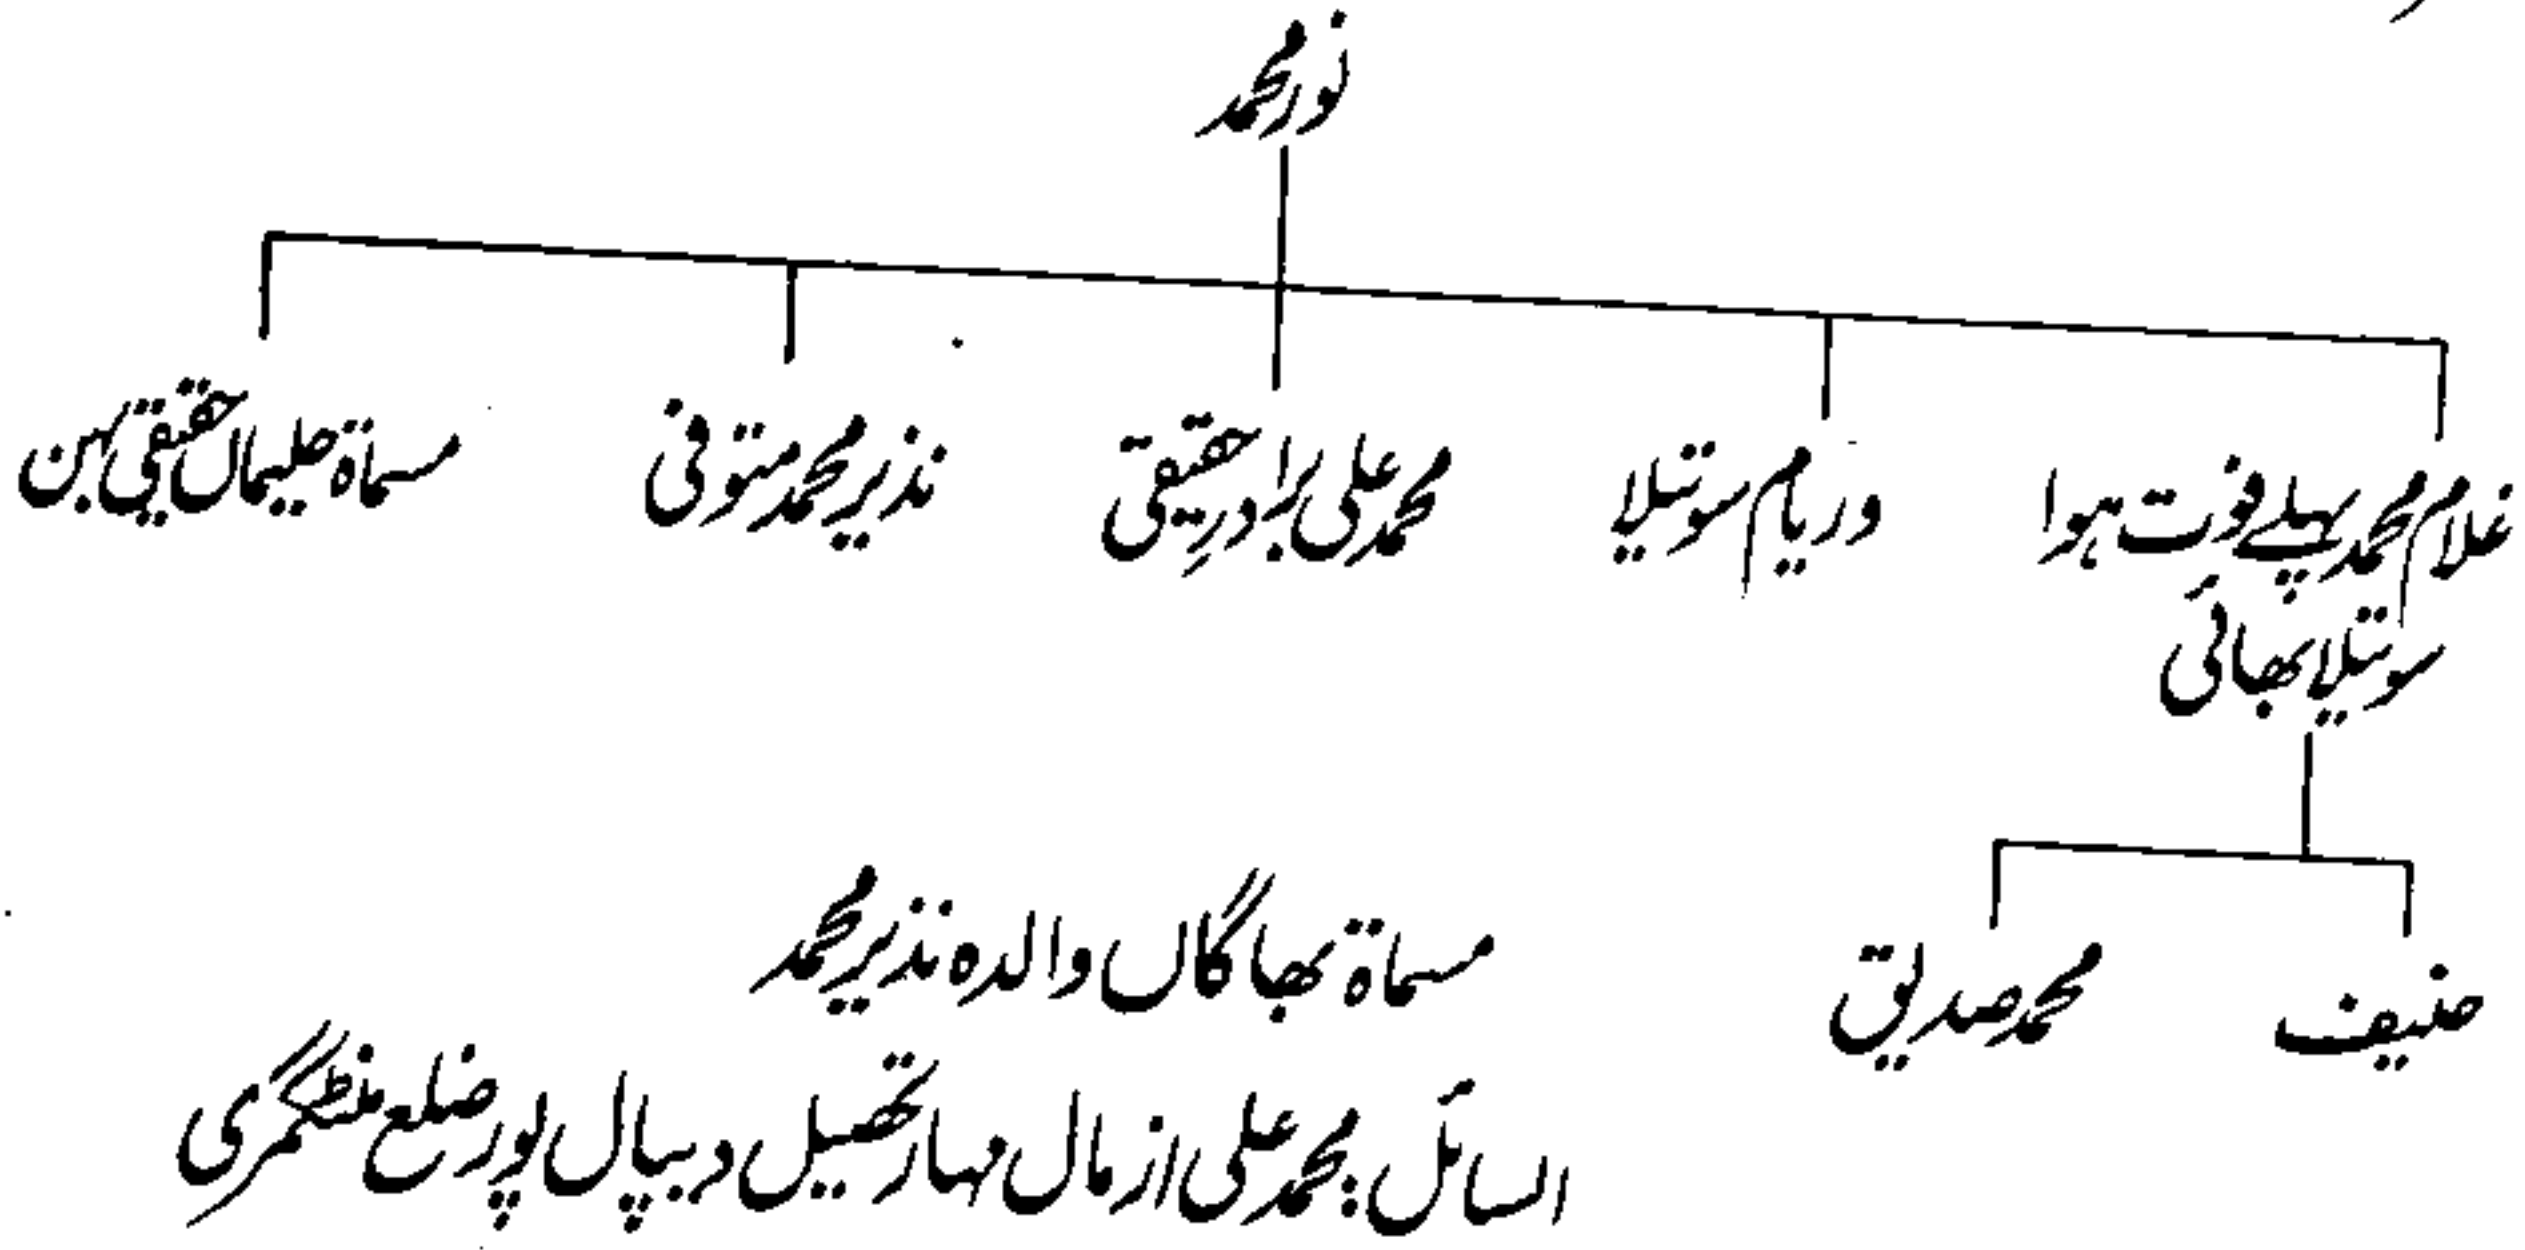 نور محمد
غلام محمد پہلے فوت ہوا
سوتیلا بھائی
وریام سوتیلا
محمد علی برادرِ حقیقی
نذیر محمد متوفی
مسماۃ حلیماں حقیقی بہن
حنیف
محمد صدیق
مسماۃ بھاگاں والدہ نذیر محمد
السائل: محمد علی از مال مہار تحصیل دیپال پور ضلع منٹگمری